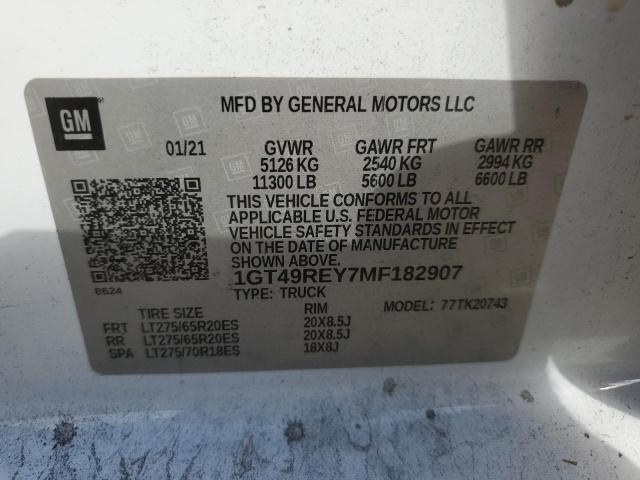 GM
MFD BY GENERAL MOTORS LLC
01/21 GVWR GAWR FRT GAWR RR
5126 KG 2540 KG 2994 KG
11300 LB 5600 LB 6600 LB
THIS VEHICLE CONFORMS TO ALL
APPLICABLE U.S. FEDERAL MOTOR
VEHICLE SAFETY STANDARDS IN EFFECT
ON THE DATE OF MANUFACTURE
SHOWN ABOVE.
1GT49REY7MF182907
8624
TYPE: TRUCK 77TK20743
TIRE SIZE RIM
FRT LT275/65R20ES 20X8.5J
RR LT275/65R20ES 20X8.5J
SPA LT275/70R18ES 18X8J